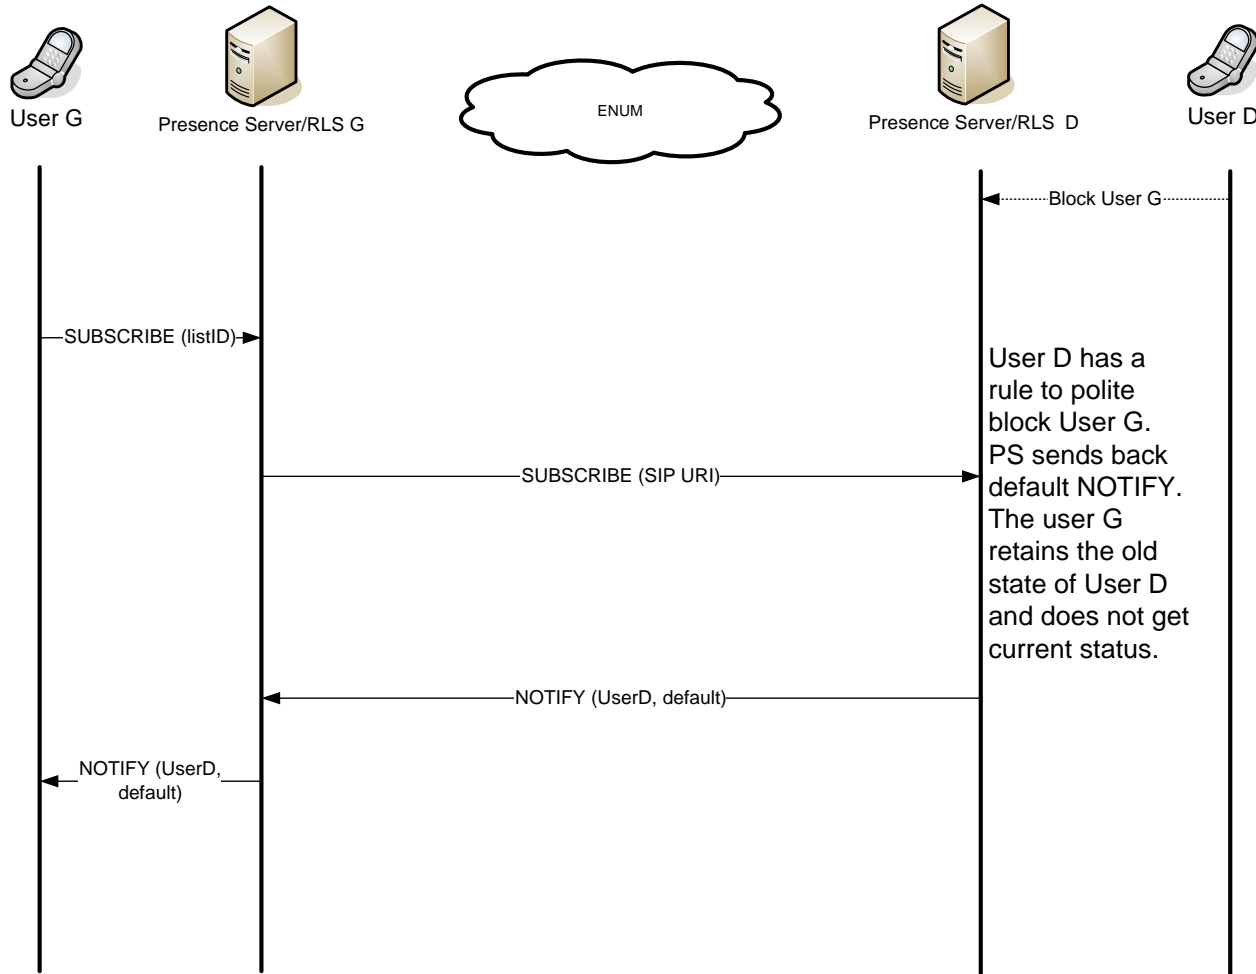 User G
Presence Server/RLS G
ENUM
Presence Server/RLS D
User D
Block User G
SUBSCRIBE (listID)
User D has a
rule to polite
block User G.
PS sends back
default NOTIFY.
The user G
retains the old
state of User D
and does not get
current status.
SUBSCRIBE (SIP URI)
NOTIFY (UserD, default)
NOTIFY (UserD,
default)